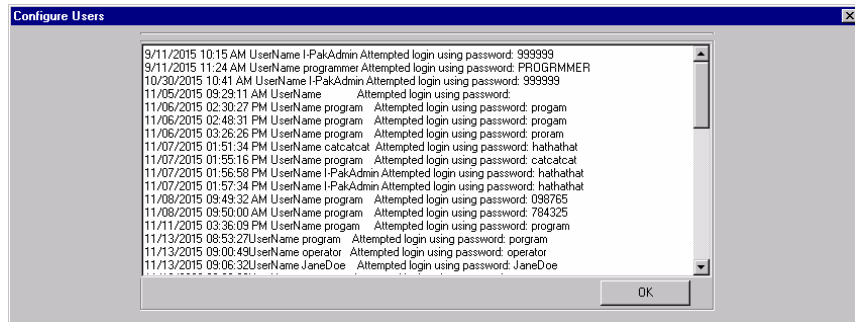 Configure Users
9/11/2015 10:15 AM UserName I-PakAdmin Attempted login using password: 999999
9/11/2015 11:24 AM UserName programmer Attempted login using password: PROGRMMER
10/30/2015 10:41 AM UserName I-PakAdmin Attempted login using password: 999999
11/05/2015 09:29:11 AM UserName Attempted login using password:
11/06/2015 02:30:27 PM UserName program Attempted login using password: progam
11/06/2015 02:48:31 PM UserName program Attempted login using password: progam
11/06/2015 03:26:26 PM UserName program Attempted login using password: proram
11/07/2015 01:51:34 PM UserName catcatcat Attempted login using password: hathathat
11/07/2015 01:55:16 PM UserName program Attempted login using password: catcatcat
11/07/2015 01:56:58 PM UserName I-PakAdmin Attempted login using password: hathathat
11/07/2015 01:57:34 PM UserName I-PakAdmin Attempted login using password: hathathat
11/08/2015 09:49:32 AM UserName program Attempted login using password: 098765
11/08/2015 09:50:00 AM UserName program Attempted login using password: 784325
11/11/2015 03:36:09 PM UserName progam Attempted login using password: program
11/13/2015 08:53:27UserName program Attempted login using password: porgram
11/13/2015 09:00:49UserName operator Attempted login using password: operator
11/13/2015 09:06:32UserName JaneDoe Attempted login using password: JaneDoe
OK